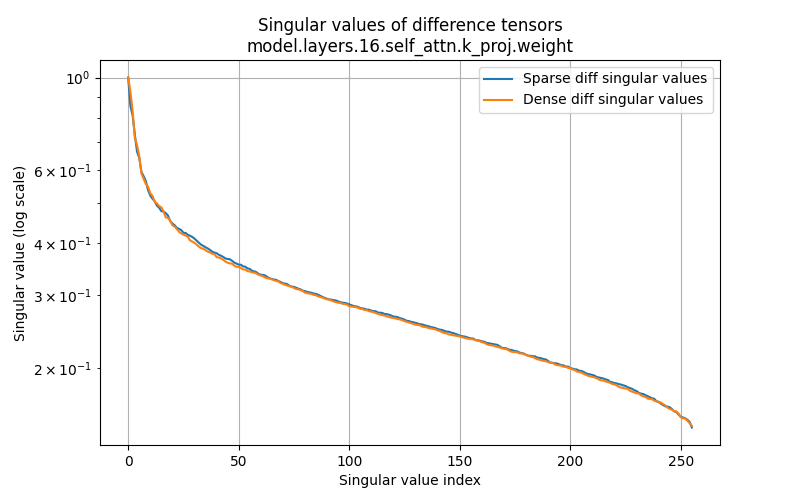 Singular values of difference tensors
model.layers.16.self_attn.k_proj.weight
Sparse diff singular values
Dense diff singular values
Singular value (log scale)
10⁰
6 × 10⁻¹
4 × 10⁻¹
3 × 10⁻¹
2 × 10⁻¹
0 50 100 150 200 250
Singular value index